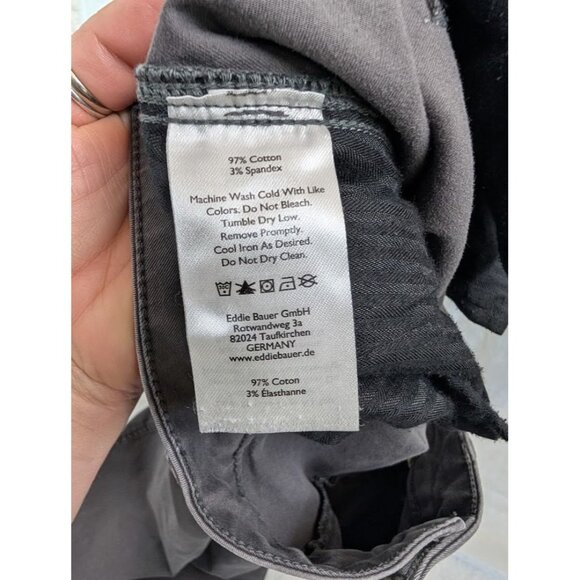 97% Cotton
3% Spandex
Machine Wash Cold With Like
Colors. Do Not Bleach.
Tumble Dry Low.
Remove Promptly.
Cool Iron As Desired.
Do Not Dry Clean.
Eddie Bauer GmbH
Rotwandweg 3a
82024 Taufkirchen
GERMANY
www.eddiebauer.de
97% Coton
3% Élasthanne